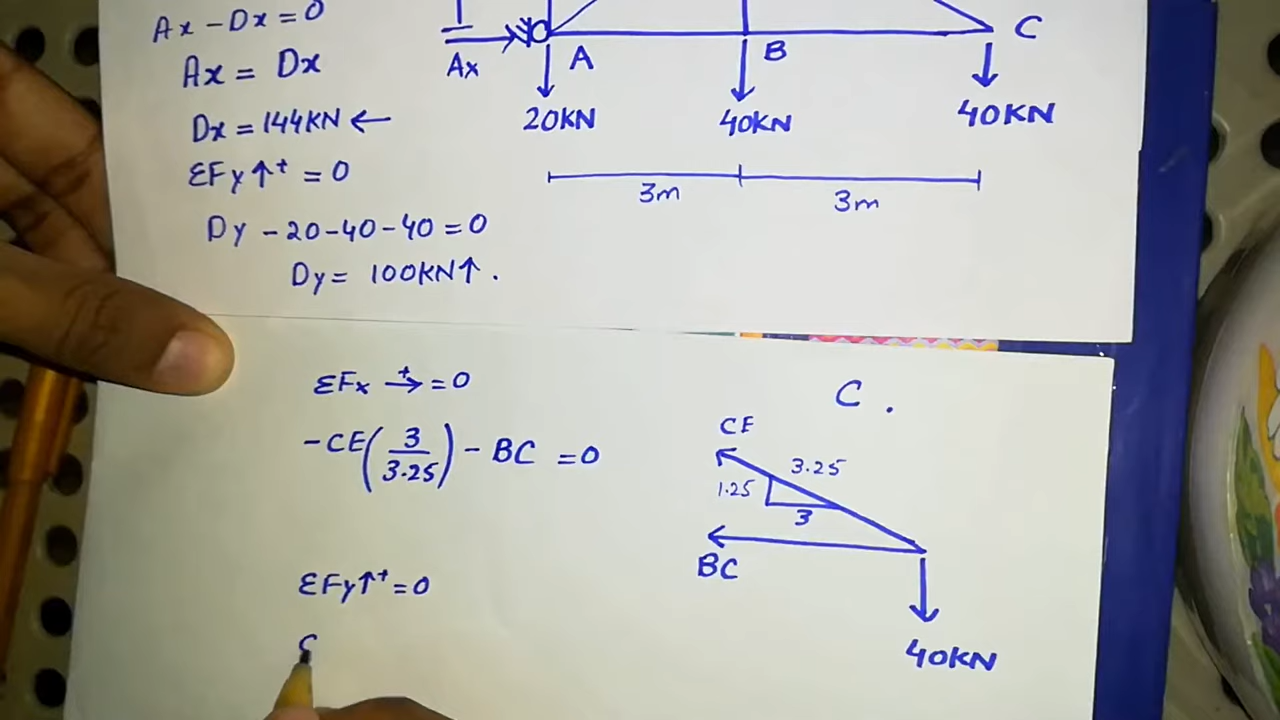 Ax - Dx = 0
Ax = Dx
Dx = 144KN ←
ΣFy↑⁺ = 0
Dy - 20 - 40 - 40 = 0
Dy = 100KN↑.
Ax
A
B
C
20KN
40KN
40KN
3m
3m
ΣFx →⁺ = 0
-CE(3/3.25) - BC = 0
ΣFy↑⁺ = 0
C
C .
CE
3.25
1.25
3
BC
40KN